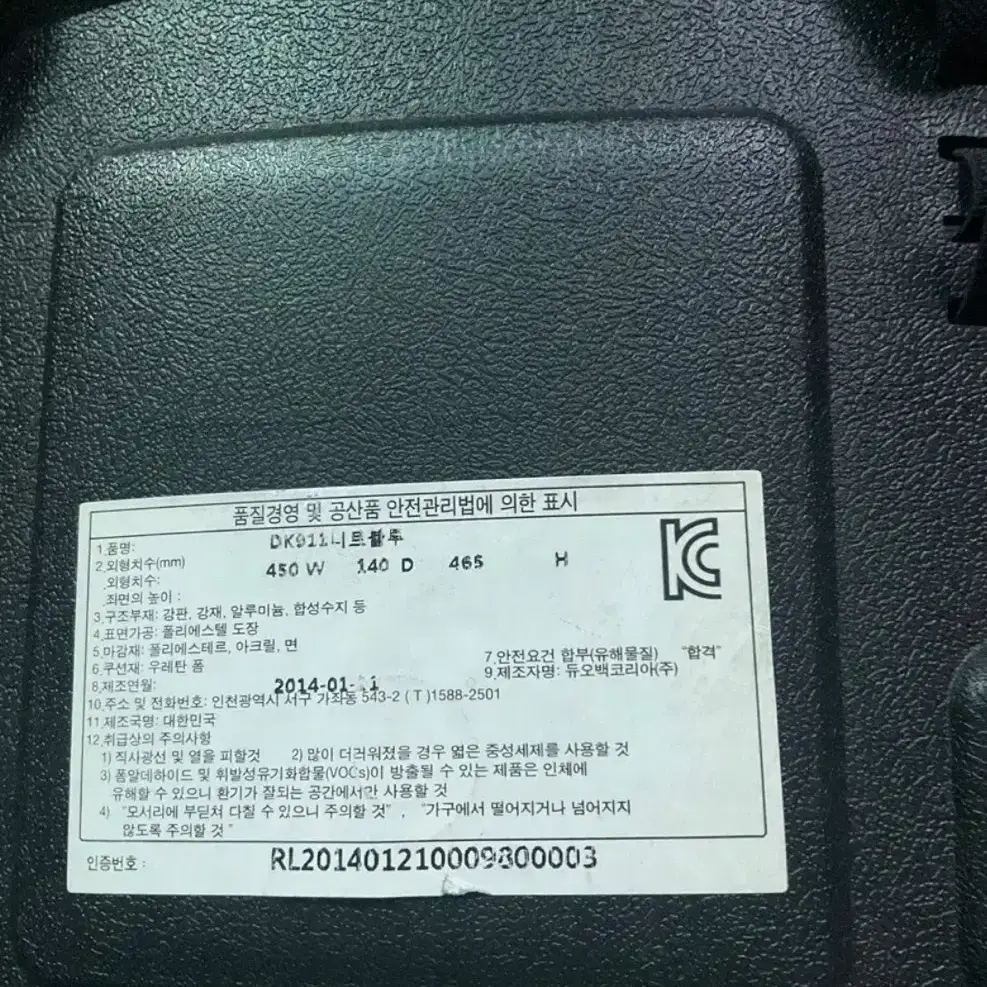 품질경영 및 공산품 안전관리법에 의한 표시
1.품명: DK911니트블루
2.외형치수(mm) 450 W 140 D 465 H
외형치수:
좌면의 높이 :
3.구조부재: 강판, 강재, 알루미늄, 합성수지 등
4.표면가공: 폴리에스텔 도장
5.마감재: 폴리에스테르, 아크릴, 면
6.쿠션재: 우레탄 폼
7.안전요건 합부(유해물질) "합격"
8.제조연월: 2014-01-
9.제조자명: 듀오백코리아(주)
10.주소 및 전화번호: 인천광역시 서구 가좌동 543-2 ( T )1588-2501
11.제조국명: 대한민국
12.취급상의 주의사항
1) 직사광선 및 열을 피할것 2) 많이 더러워졌을 경우 엷은 중성세제를 사용할 것
3) 폼알데하이드 및 휘발성유기화합물(VOCs)이 방출될 수 있는 제품은 인체에
유해할 수 있으니 환기가 잘되는 공간에서만 사용할 것
4) "모서리에 부딛쳐 다칠 수 있으니 주의할 것" , "가구에서 떨어지거나 넘어지지
않도록 주의할 것 "
인증번호 : RL201401210009800003
KC